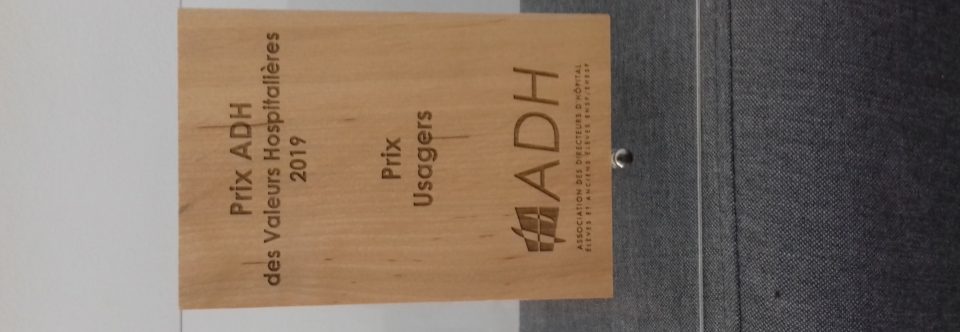 Prix ADH
des Valeurs Hospitalières
2019
Prix
Usagers
ADH
ASSOCIATION DES DIRECTEURS D'HÔPITAL
ÉLÈVES ET ANCIENS ÉLÈVES ENSP/EHESP